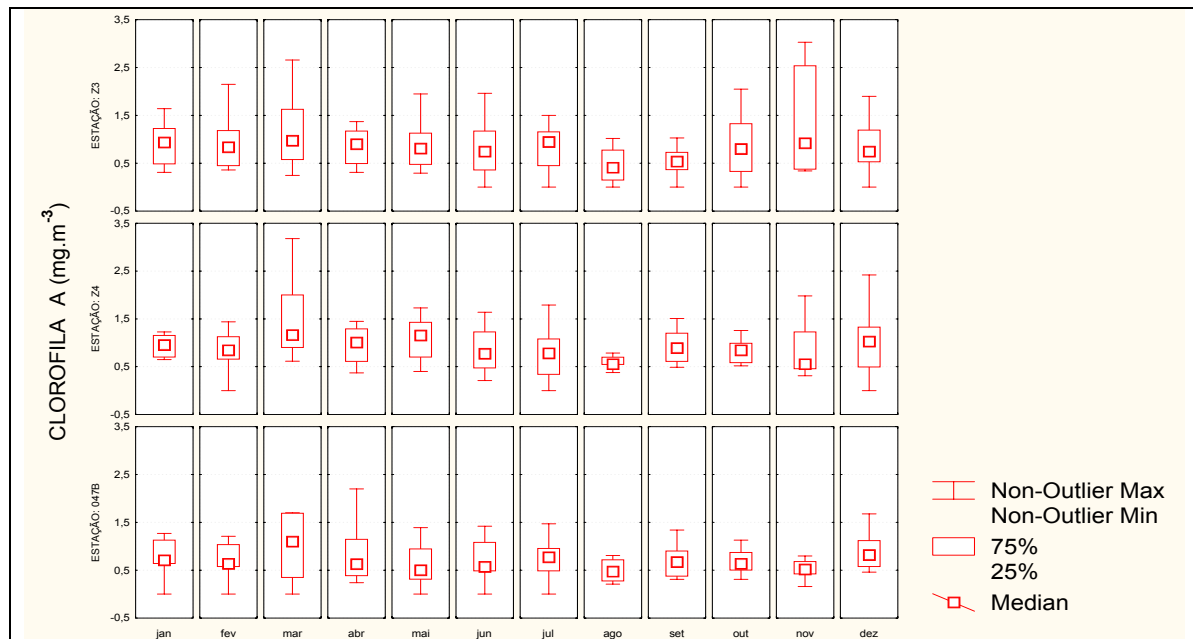 CLOROFILA A (mg.m-3)
ESTAÇÃO: Z3
3,5
2,5
1,5
0,5
-0,5
ESTAÇÃO: Z4
3,5
2,5
1,5
0,5
-0,5
ESTAÇÃO: 047B
3,5
2,5
1,5
0,5
-0,5
jan fev mar abr mai jun jul ago set out nov dez
Non-Outlier Max
Non-Outlier Min
75%
25%
Median